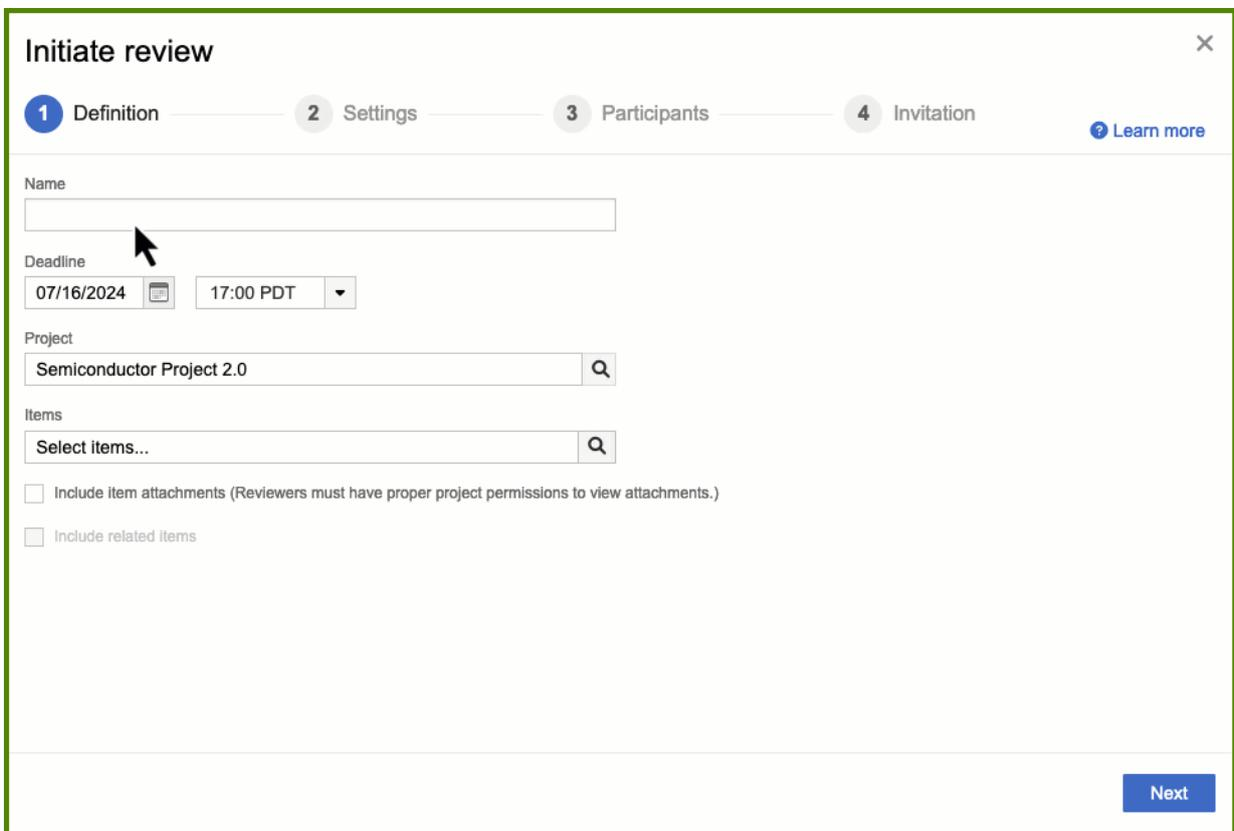 Initiate review
1 Definition 2 Settings 3 Participants 4 Invitation
? Learn more
Name
Deadline
07/16/2024 17:00 PDT
Project
Semiconductor Project 2.0
Items
Select items...
Include item attachments (Reviewers must have proper project permissions to view attachments.)
Include related items
Next